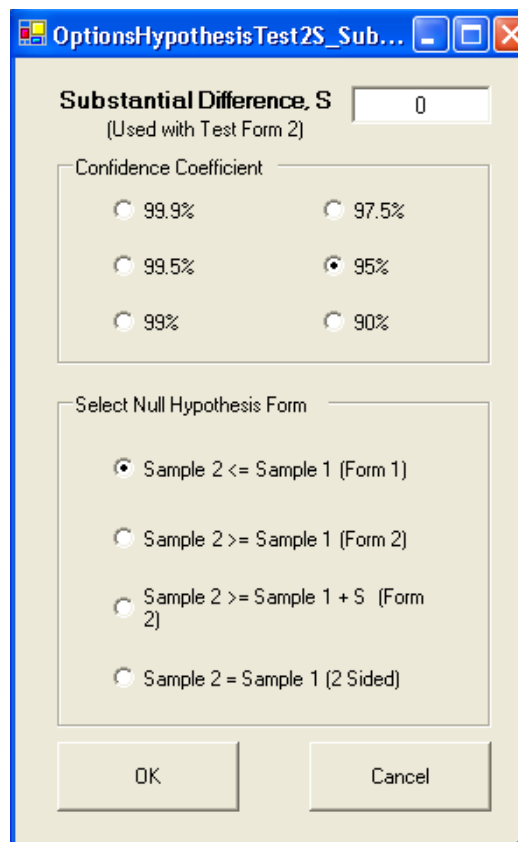 OptionsHypothesisTest2S_Sub...
Substantial Difference, S
0
(Used with Test Form 2)
Confidence Coefficient
99.9%
97.5%
99.5%
95%
99%
90%
Select Null Hypothesis Form
Sample 2 <= Sample 1 (Form 1)
Sample 2 >= Sample 1 (Form 2)
Sample 2 >= Sample 1 + S (Form
2)
Sample 2 = Sample 1 (2 Sided)
OK
Cancel